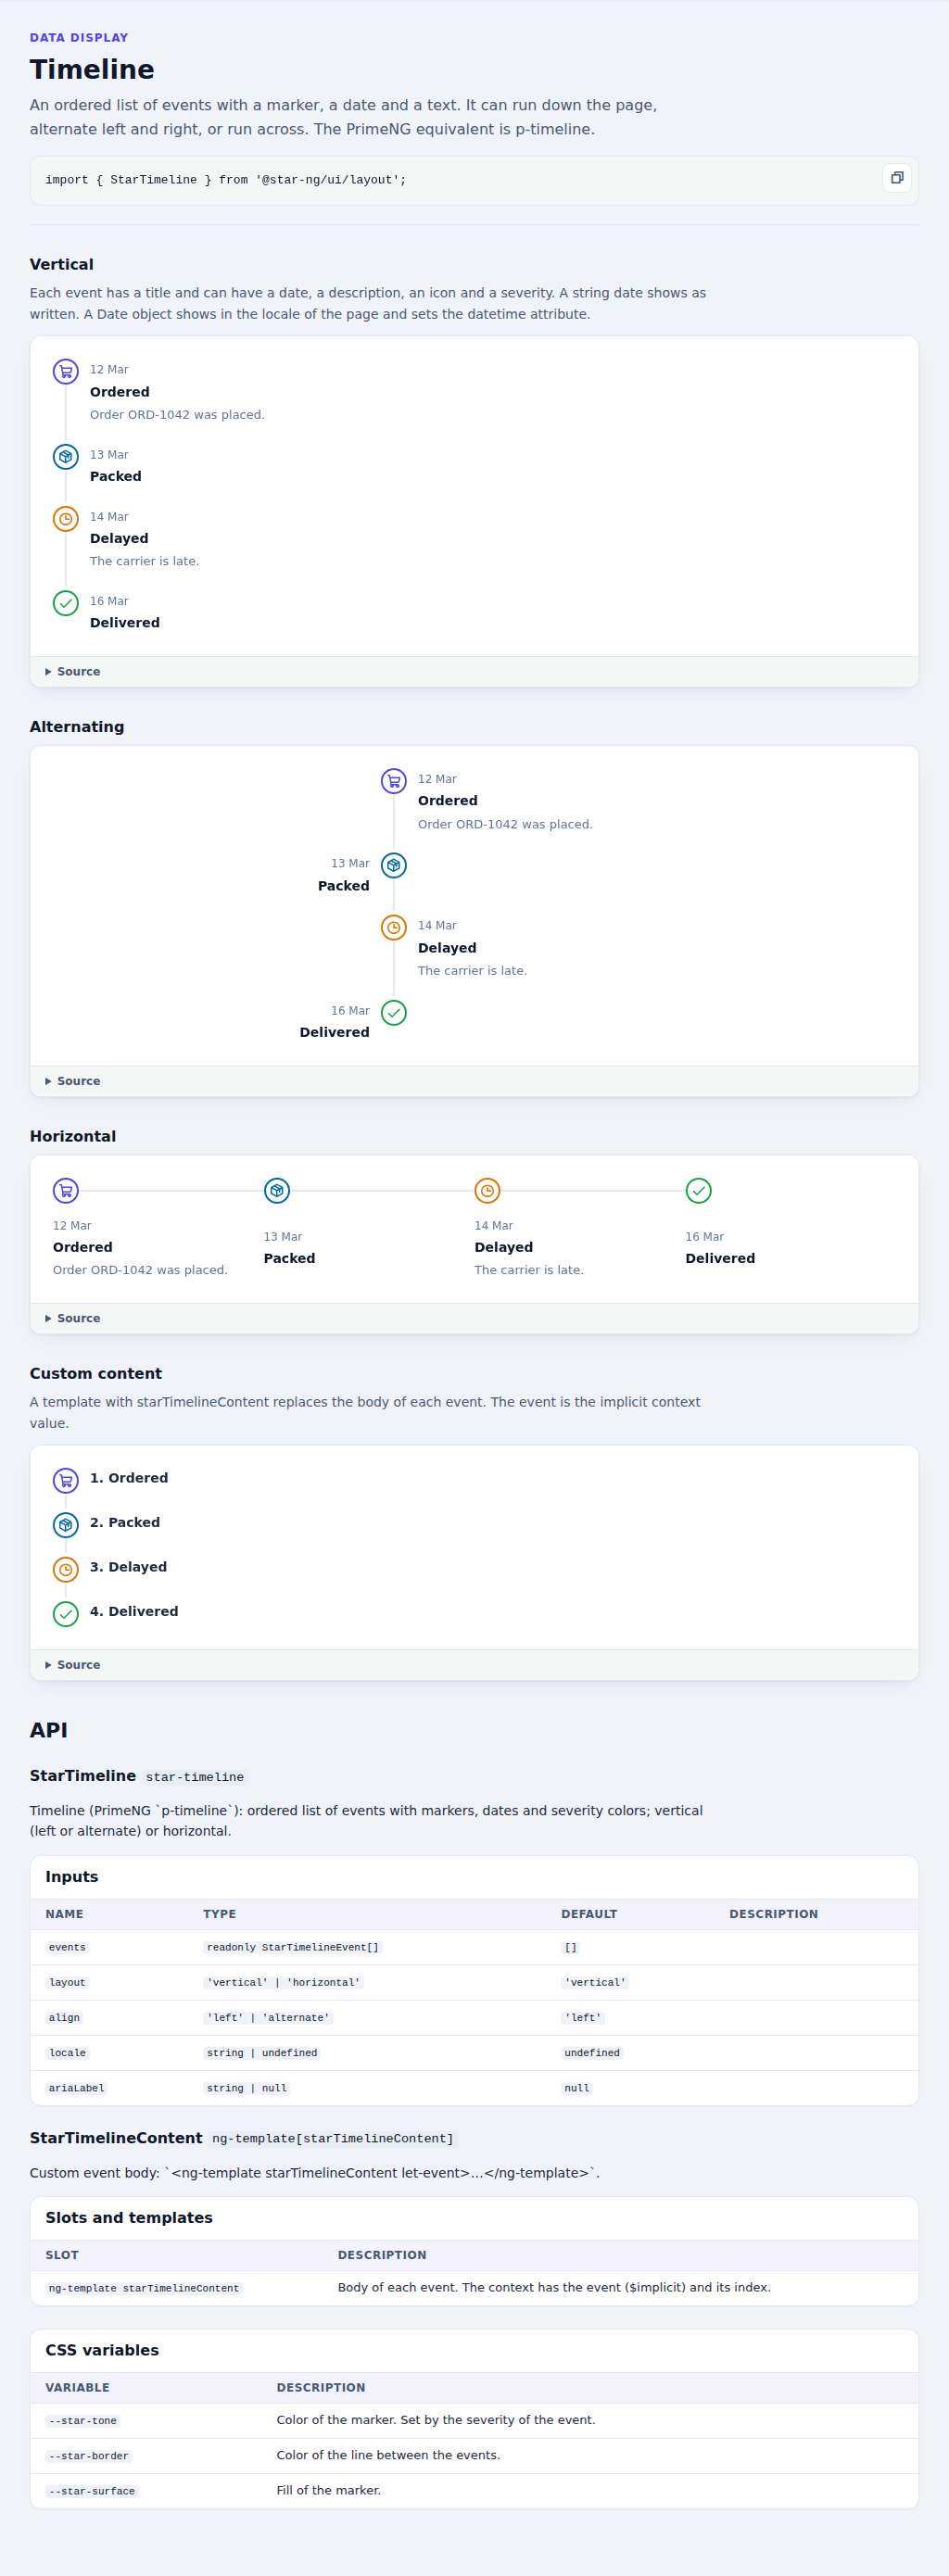 DATA DISPLAY
Timeline
An ordered list of events with a marker, a date and a text. It can run down the page,
alternate left and right, or run across. The PrimeNG equivalent is p-timeline.
import { StarTimeline } from '@star-ng/ui/layout';
Vertical
Each event has a title and can have a date, a description, an icon and a severity. A string date shows as
written. A Date object shows in the locale of the page and sets the datetime attribute.
12 Mar
Ordered
Order ORD-1042 was placed.
13 Mar
Packed
14 Mar
Delayed
The carrier is late.
16 Mar
Delivered
Source
Alternating
12 Mar
Ordered
Order ORD-1042 was placed.
13 Mar
Packed
14 Mar
Delayed
The carrier is late.
16 Mar
Delivered
Source
Horizontal
12 Mar
Ordered
Order ORD-1042 was placed.
13 Mar
Packed
14 Mar
Delayed
The carrier is late.
16 Mar
Delivered
Source
Custom content
A template with starTimelineContent replaces the body of each event. The event is the implicit context
value.
1. Ordered
2. Packed
3. Delayed
4. Delivered
Source
API
StarTimeline star-timeline
Timeline (PrimeNG `p-timeline`): ordered list of events with markers, dates and severity colors; vertical
(left or alternate) or horizontal.
Inputs
NAME TYPE DEFAULT DESCRIPTION
events readonly StarTimelineEvent[] []
layout 'vertical' | 'horizontal' 'vertical'
align 'left' | 'alternate' 'left'
locale string | undefined undefined
ariaLabel string | null null
StarTimelineContent ng-template[starTimelineContent]
Custom event body: `<ng-template starTimelineContent let-event>…</ng-template>`.
Slots and templates
SLOT DESCRIPTION
ng-template starTimelineContent Body of each event. The context has the event ($implicit) and its index.
CSS variables
VARIABLE DESCRIPTION
--star-tone Color of the marker. Set by the severity of the event.
--star-border Color of the line between the events.
--star-surface Fill of the marker.